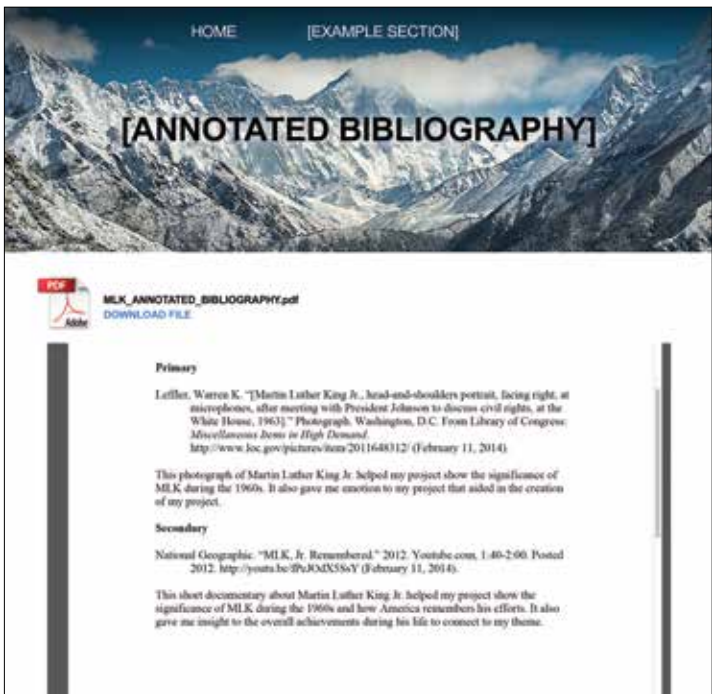 HOME [EXAMPLE SECTION]
[ANNOTATED BIBLIOGRAPHY]
PDF
Adobe
MLK_ANNOTATED_BIBLIOGRAPHY.pdf
DOWNLOAD FILE
Primary
Leffler, Warren K. “[Martin Luther King Jr., head-and-shoulders portrait, facing right, at
microphones, after meeting with President Johnson to discuss civil rights, at the
White House, 1963].” Photograph. Washington, D.C. From Library of Congress:
Miscellaneous Items in High Demand.
http://www.loc.gov/pictures/item/2011648312/ (February 11, 2014)
This photograph of Martin Luther King Jr. helped my project show the significance of
MLK during the 1960s. It also gave me emotion to my project that aided in the creation
of my project.
Secondary
National Geographic. “MLK, Jr. Remembered.” 2012. Youtube.com, 1:40-2:00. Posted
2012. (February 11, 2014).
This short documentary about Martin Luther King Jr. helped my project show the
significance of MLK during the 1960s and how America remembers his efforts. It also
gave me insight to the overall achievements during his life to connect to my theme.